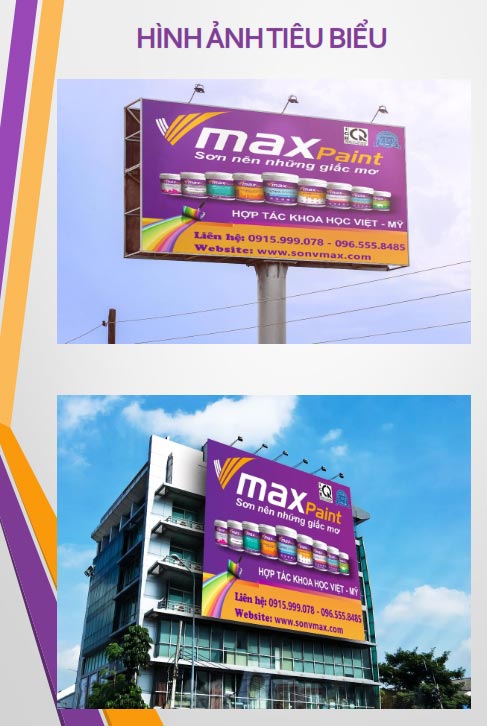 HÌNH ẢNH TIÊU BIỂU
Vmax Paint
Sơn nên những giấc mơ
HỢP TÁC KHOA HỌC VIỆT - MỸ
Liên hệ: 0915.999.078 - 096.555.8485
Website: www.sonvmax.com
Vmax Paint
Sơn nên những giấc mơ
HỢP TÁC KHOA HỌC VIỆT - MỸ
Liên hệ: 0915.999.078 - 096.555.8485
Website: www.sonvmax.com